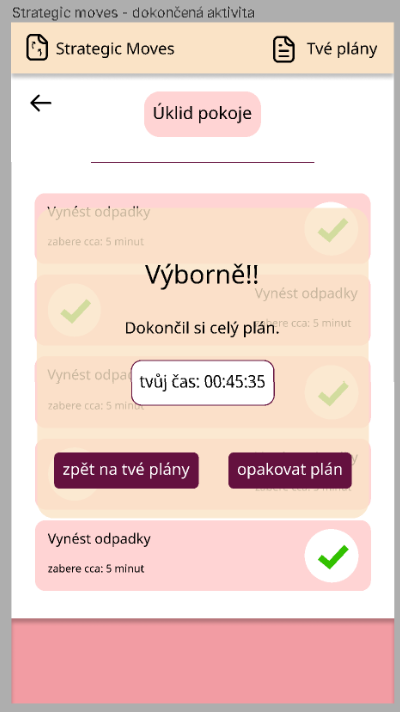 Strategic moves - dokončená aktivita
Strategic Moves
Tvé plány
Úklid pokoje
Vynést odpadky
zabere cca: 5 minut
Výborně!!
Vynést odpadky
zabere cca: 5 minut
Dokončil si celý plán.
Vynést odpadky
tvůj čas: 00:45:35
zabere cca: 5 minut
zpět na tvé plány
opakovat plán
Vynést odpadky
zabere cca: 5 minut